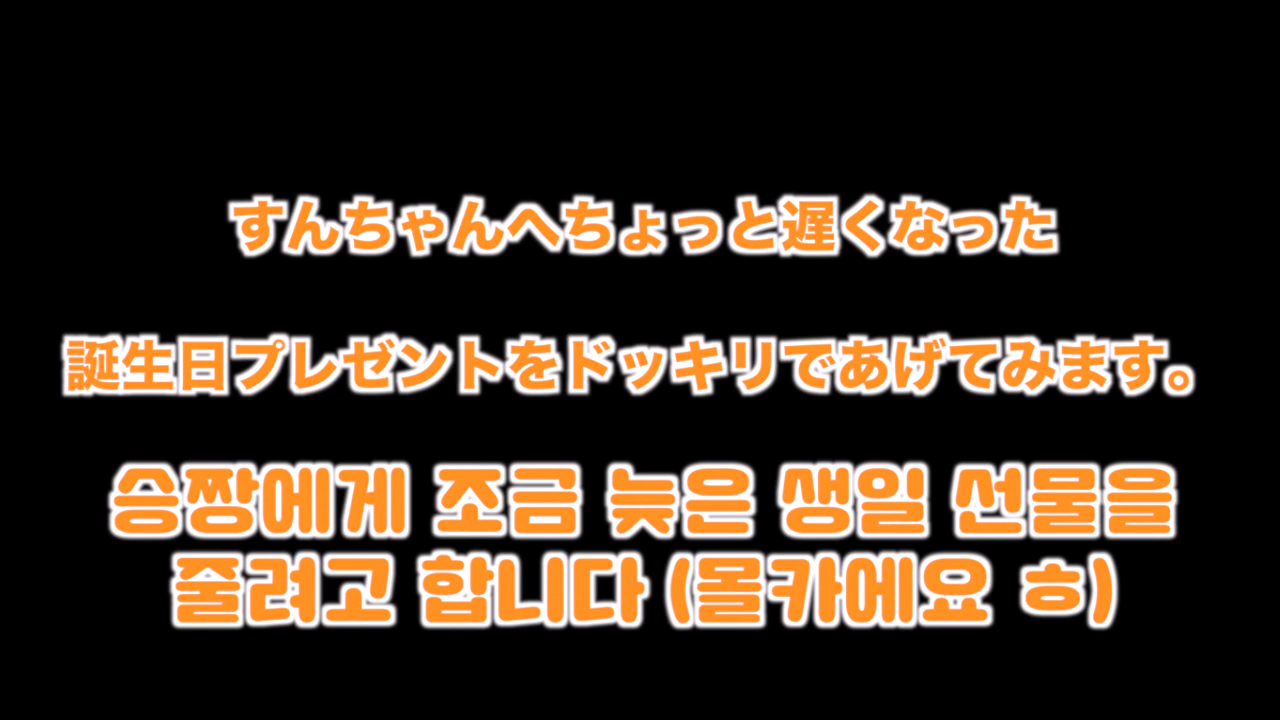 すんちゃんへちょっと遅くなった
誕生日プレゼントをドッキリであげてみます。
승짱에게 조금 늦은 생일 선물을
줄려고 합니다 (몰카에요 ㅎ)